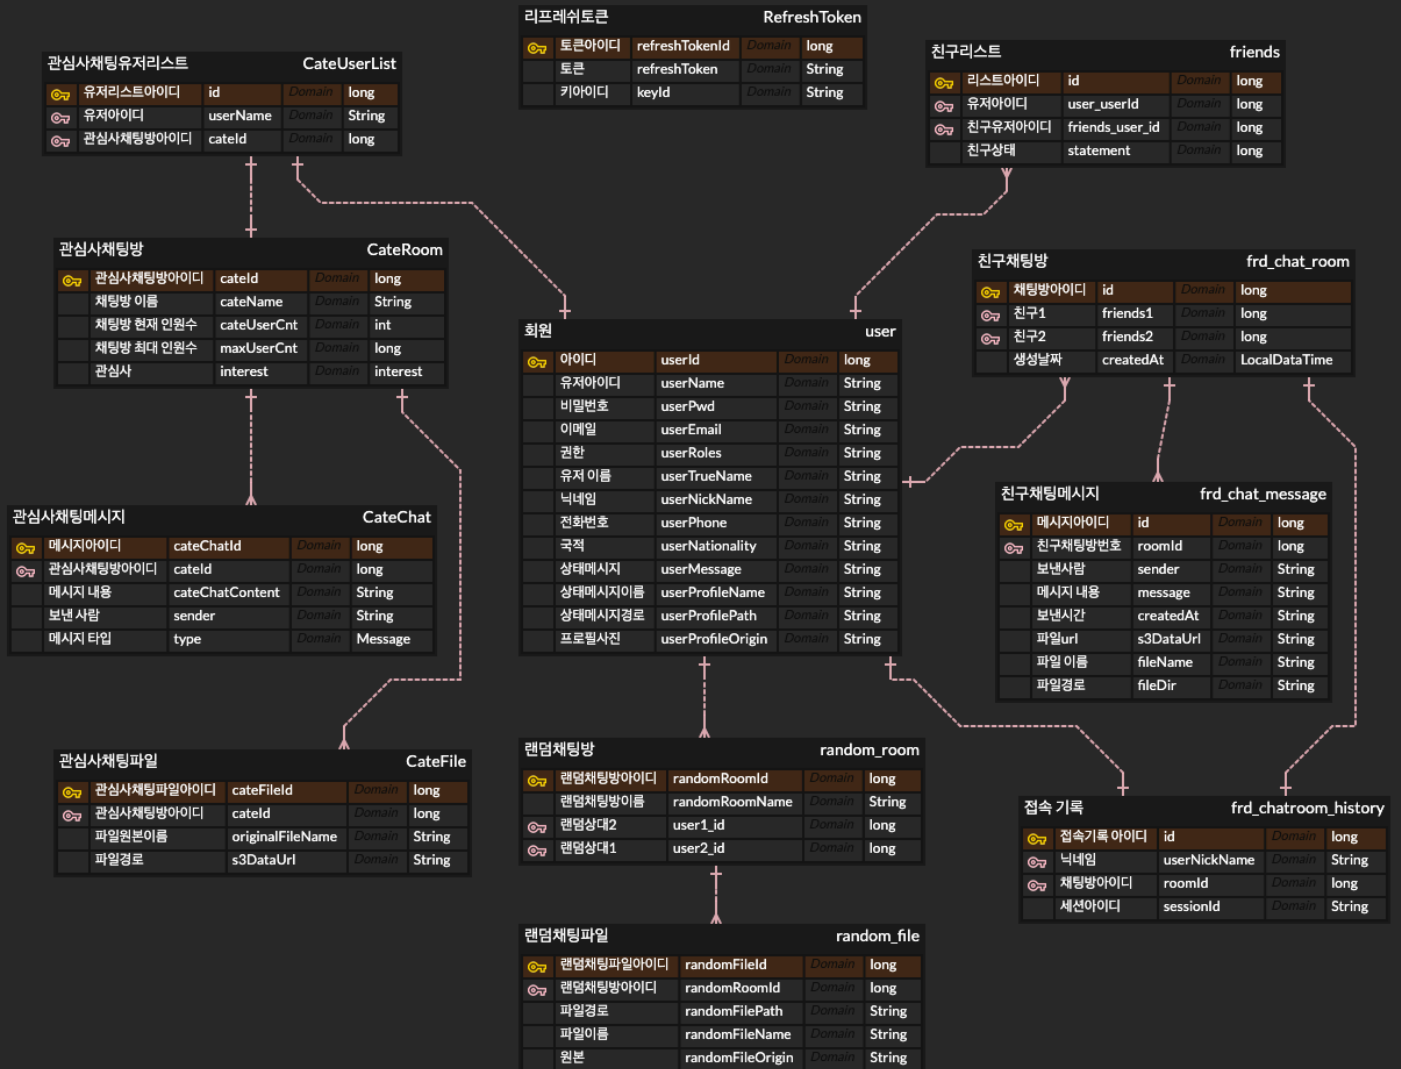 리프레쉬토큰 RefreshToken
토큰아이디 refreshTokenId Domain long
토큰 refreshToken Domain String
키아이디 keyId Domain String
관심사채팅유저리스트 CateUserList
유저리스트아이디 id Domain long
유저아이디 userName Domain String
관심사채팅방아이디 cateId Domain long
친구리스트 friends
리스트아이디 id Domain long
유저아이디 user_userId Domain long
친구유저아이디 friends_user_id Domain long
친구상태 statement Domain long
관심사채팅방 CateRoom
관심사채팅방아이디 cateId Domain long
채팅방 이름 cateName Domain String
채팅방 현재 인원수 cateUserCnt Domain int
채팅방 최대 인원수 maxUserCnt Domain long
관심사 interest Domain interest
친구채팅방 frd_chat_room
채팅방아이디 id Domain long
친구1 friends1 Domain long
친구2 friends2 Domain long
생성날짜 createdAt Domain LocalDataTime
회원 user
아이디 userId Domain long
유저아이디 userName Domain String
비밀번호 userPwd Domain String
이메일 userEmail Domain String
권한 userRoles Domain String
유저 이름 userTrueName Domain String
닉네임 userNickName Domain String
전화번호 userPhone Domain String
국적 userNationality Domain String
상태메시지 userMessage Domain String
상태메시지이름 userProfileName Domain String
상태메시지경로 userProfilePath Domain String
프로필사진 userProfileOrigin Domain String
친구채팅메시지 frd_chat_message
메시지아이디 id Domain long
친구채팅방번호 roomId Domain long
보낸사람 sender Domain String
메시지 내용 message Domain String
보낸시간 createdAt Domain String
파일url s3DataUrl Domain String
파일 이름 fileName Domain String
파일경로 fileDir Domain String
관심사채팅메시지 CateChat
메시지아이디 cateChatId Domain long
관심사채팅방아이디 cateId Domain long
메시지 내용 cateChatContent Domain String
보낸 사람 sender Domain String
메시지 타입 type Domain Message
관심사채팅파일 CateFile
관심사채팅파일아이디 cateFileId Domain long
관심사채팅방아이디 cateId Domain long
파일원본이름 originalFileName Domain String
파일경로 s3DataUrl Domain String
랜덤채팅방 random_room
랜덤채팅방아이디 randomRoomId Domain long
랜덤채팅방이름 randomRoomName Domain String
랜덤상대2 user1_id Domain long
랜덤상대1 user2_id Domain long
접속 기록 frd_chatroom_history
접속기록 아이디 id Domain long
닉네임 userNickName Domain String
채팅방아이디 roomId Domain long
세션아이디 sessionId Domain String
랜덤채팅파일 random_file
랜덤채팅파일아이디 randomFileId Domain long
랜덤채팅방아이디 randomRoomId Domain long
파일경로 randomFilePath Domain String
파일이름 randomFileName Domain String
원본 randomFileOrigin Domain String